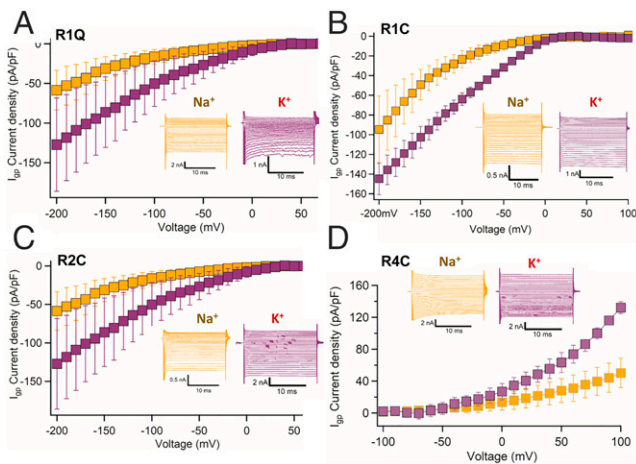 A
R1Q
0
-50
-100
-150
I gp Current density (pA/pF)
Na+
K+
2 nA
10 ms
1 nA
10 ms
-200 -150 -100 -50 0 50
Voltage (mV)
B
R1C
0
-20
-40
-60
-80
-100
-120
-140
-160
I gp Current density (pA/pF)
Na+
K+
0.5 nA
10 ms
1 nA
10 ms
-200mV -150 -100 -50 0 50 100
Voltage (mV)
C
R2C
0
-50
-100
-150
I gp Current density (pA/pF)
Na+
K+
0.5 nA
10 ms
2 nA
10 ms
-200 -150 -100 -50 0 50
Voltage (mV)
D
R4C
Na+
K+
2 nA
10 ms
2 nA
10 ms
160
120
80
40
0
I gp Current density (pA/pF)
-100 -50 0 50 100
Voltage (mV)